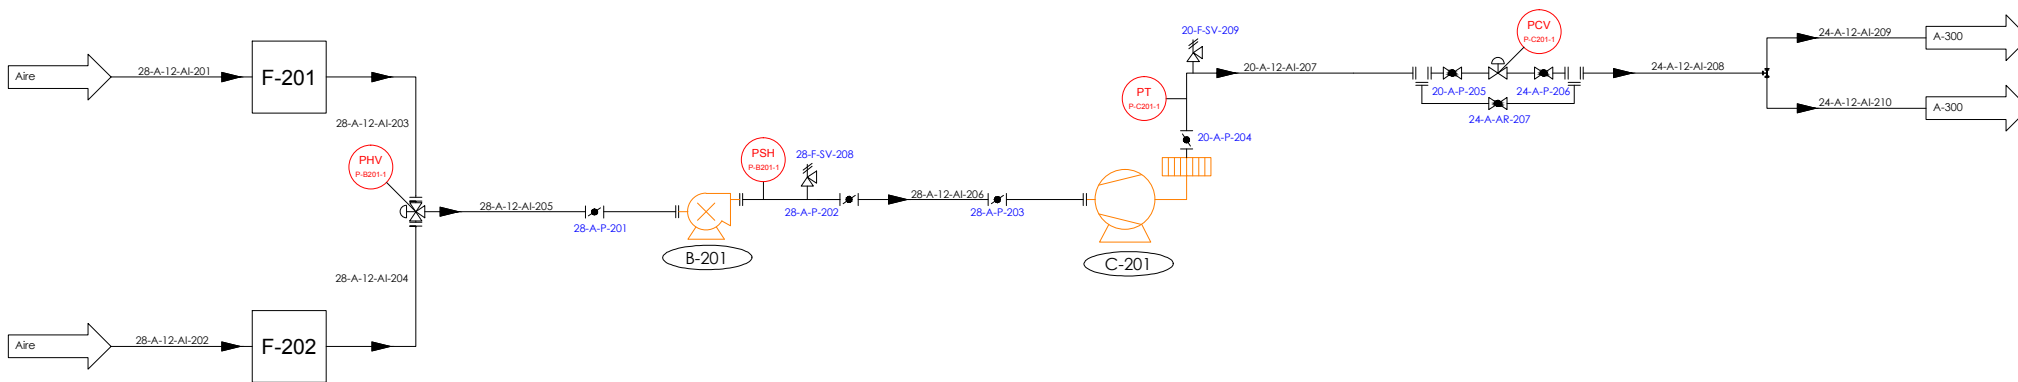 Aire
28-A-12-AI-201
F-201
28-A-12-AI-203
PHV
P-B201-1
28-A-12-AI-204
Aire
28-A-12-AI-202
F-202
28-A-12-AI-205
28-A-P-201
B-201
PSH
P-B201-1
28-F-SV-208
28-A-P-202
28-A-12-AI-206
28-A-P-203
C-201
PT
P-C201-1
20-A-P-204
20-F-SV-209
20-A-12-AI-207
20-A-P-205
PCV
P-C201-1
24-A-P-206
24-A-AR-207
24-A-12-AI-208
24-A-12-AI-209
A-300
24-A-12-AI-210
A-300